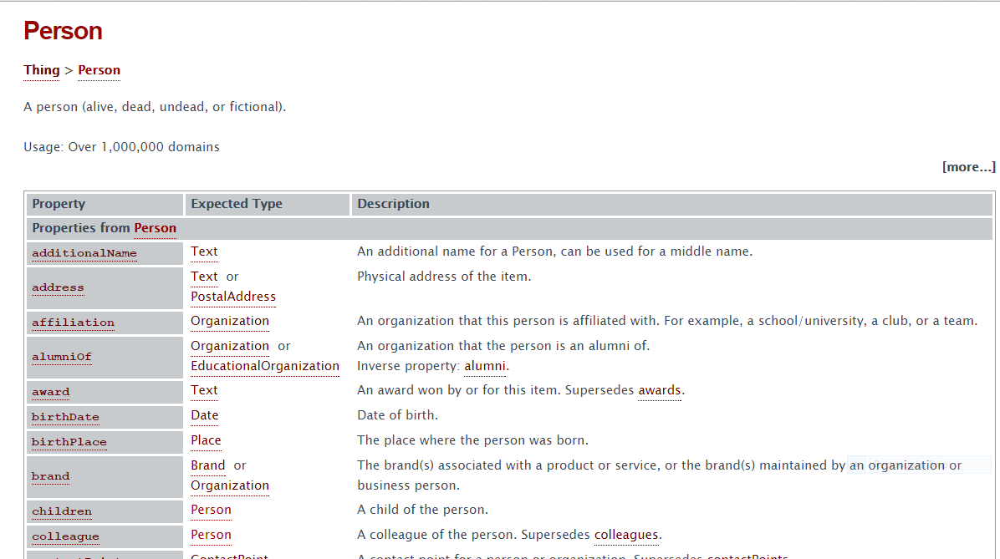 Person
Thing > Person
A person (alive, dead, undead, or fictional).
Usage: Over 1,000,000 domains
[more...]
Property Expected Type Description
Properties from Person
additionalName Text An additional name for a Person, can be used for a middle name.
address Text or Physical address of the item.
PostalAddress
affiliation Organization An organization that this person is affiliated with. For example, a school/university, a club, or a team.
alumniOf Organization or An organization that the person is an alumni of.
EducationalOrganization Inverse property: alumni.
award Text An award won by or for this item. Supersedes awards.
birthDate Date Date of birth.
birthPlace Place The place where the person was born.
brand Brand or The brand(s) associated with a product or service, or the brand(s) maintained by an organization or
Organization business person.
children Person A child of the person.
colleague Person A colleague of the person. Supersedes colleagues.
ContactPoint A contact point for a person or organization. Supersedes contactPoints.